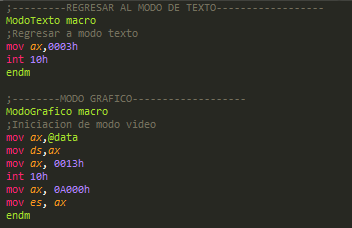 ;---------REGRESAR AL MODO DE TEXTO------------------
ModoTexto macro
;Regresar a modo texto
mov ax,0003h
int 10h
endm
;--------MODO GRAFICO-------------------
ModoGrafico macro
;Iniciacion de modo video
mov ax,@data
mov ds,ax
mov ax, 0013h
int 10h
mov ax, 0A000h
mov es, ax
endm